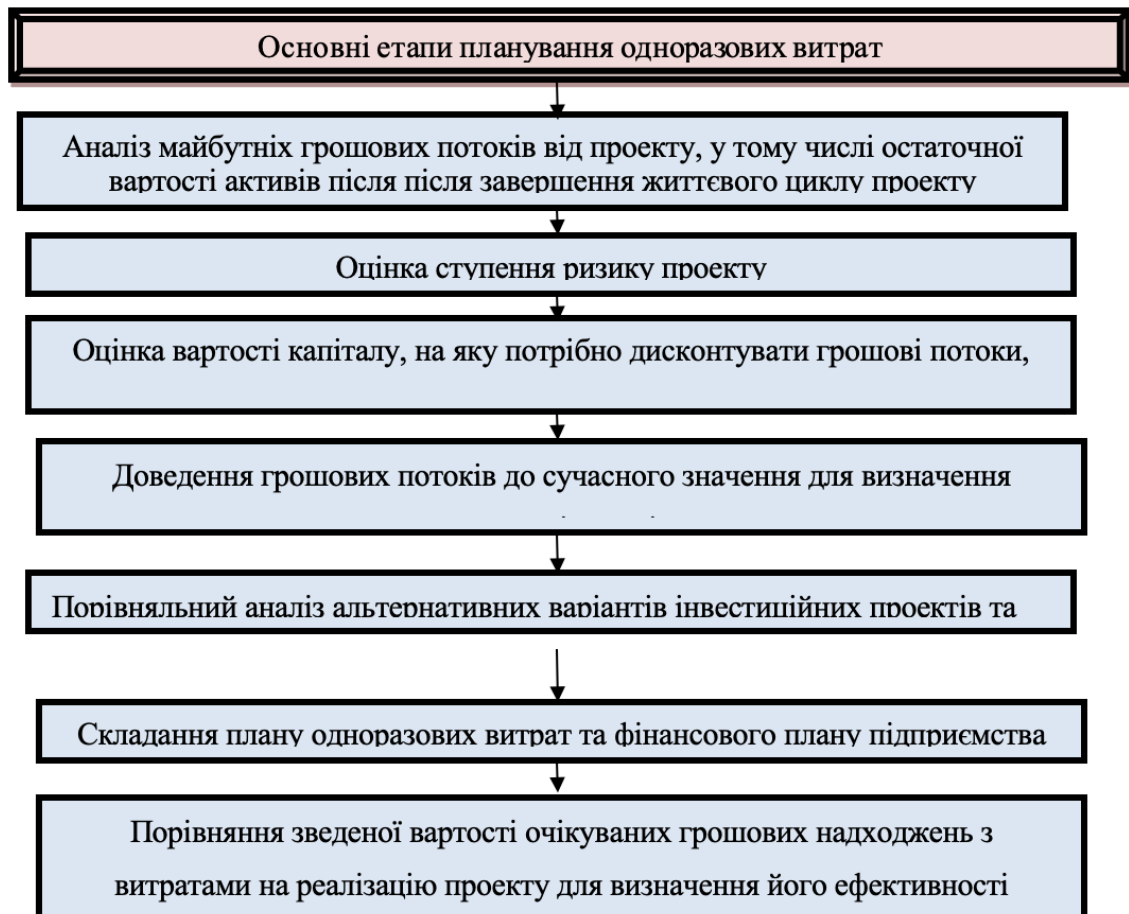 Основні етапи планування одноразових витрат
Аналіз майбутніх грошових потоків від проекту, у тому числі остаточної
вартості активів після після завершення життєвого циклу проекту
Оцінка ступення ризику проекту
Оцінка вартості капіталу, на яку потрібно дисконтувати грошові потоки,
Доведення грошових потоків до сучасного значення для визначення
Порівняльний аналіз альтернативних варіантів інвестиційних проектів та
Складання плану одноразових витрат та фінансового плану підприємства
Порівняння зведеної вартості очікуваних грошових надходжень з
витратами на реалізацію проекту для визначення його ефективності